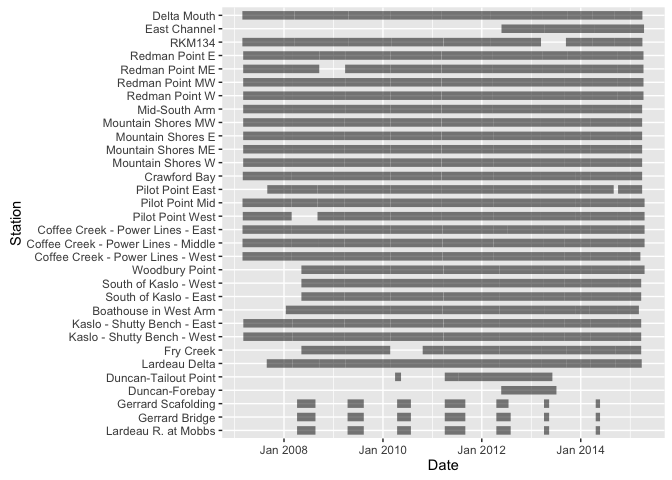 Delta Mouth
East Channel
RKM134
Redman Point E
Redman Point ME
Redman Point MW
Redman Point W
Mid-South Arm
Mountain Shores MW
Mountain Shores E
Mountain Shores ME
Mountain Shores W
Crawford Bay
Pilot Point East
Pilot Point Mid
Pilot Point West
Coffee Creek - Power Lines - East
Coffee Creek - Power Lines - Middle
Coffee Creek - Power Lines - West
Woodbury Point
South of Kaslo - West
South of Kaslo - East
Boathouse in West Arm
Kaslo - Shutty Bench - East
Kaslo - Shutty Bench - West
Fry Creek
Lardeau Delta
Duncan-Tailout Point
Duncan-Forebay
Gerrard Scafolding
Gerrard Bridge
Lardeau R. at Mobbs
Station
Jan 2008 Jan 2010 Jan 2012 Jan 2014
Date